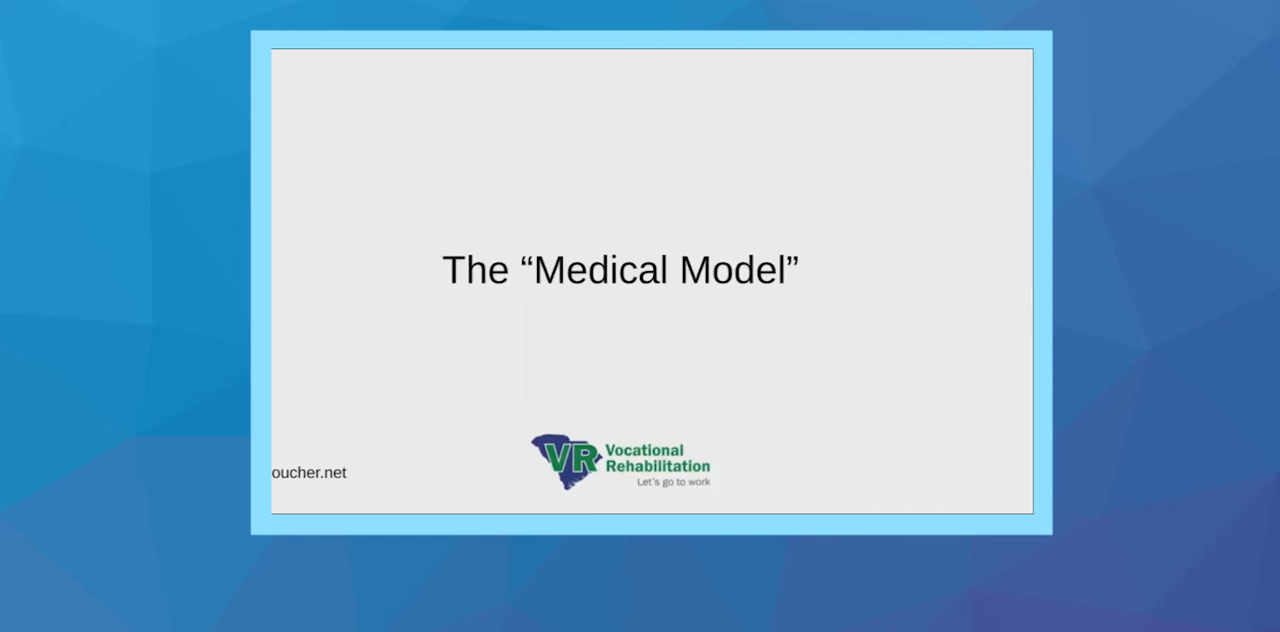 The “Medical Model”
VR
Vocational
Rehabilitation
Let's go to work
oucher.net